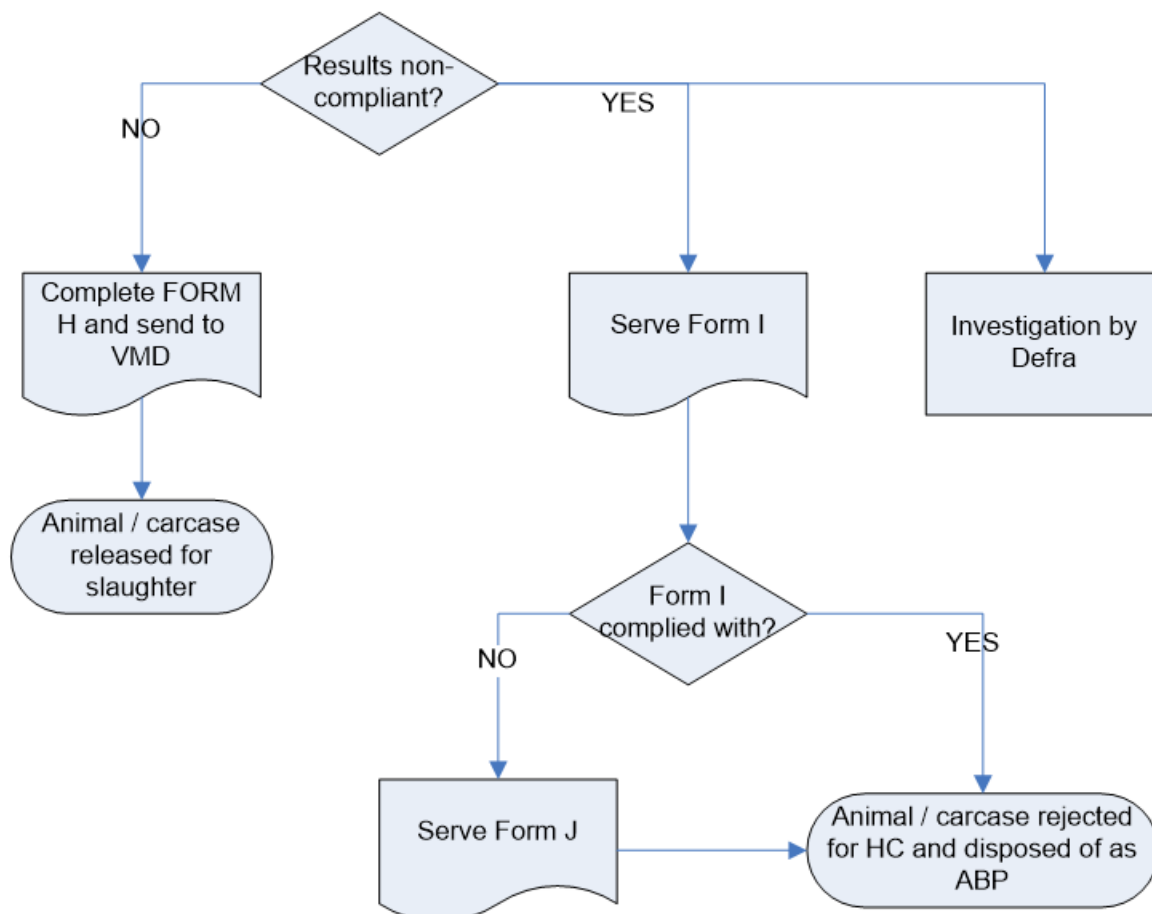 Results non-
compliant?
NO
YES
Complete FORM
H and send to
VMD
Serve Form I
Investigation by
Defra
Animal / carcase
released for
slaughter
Form I
complied with?
NO
YES
Serve Form J
Animal / carcase rejected
for HC and disposed of as
ABP